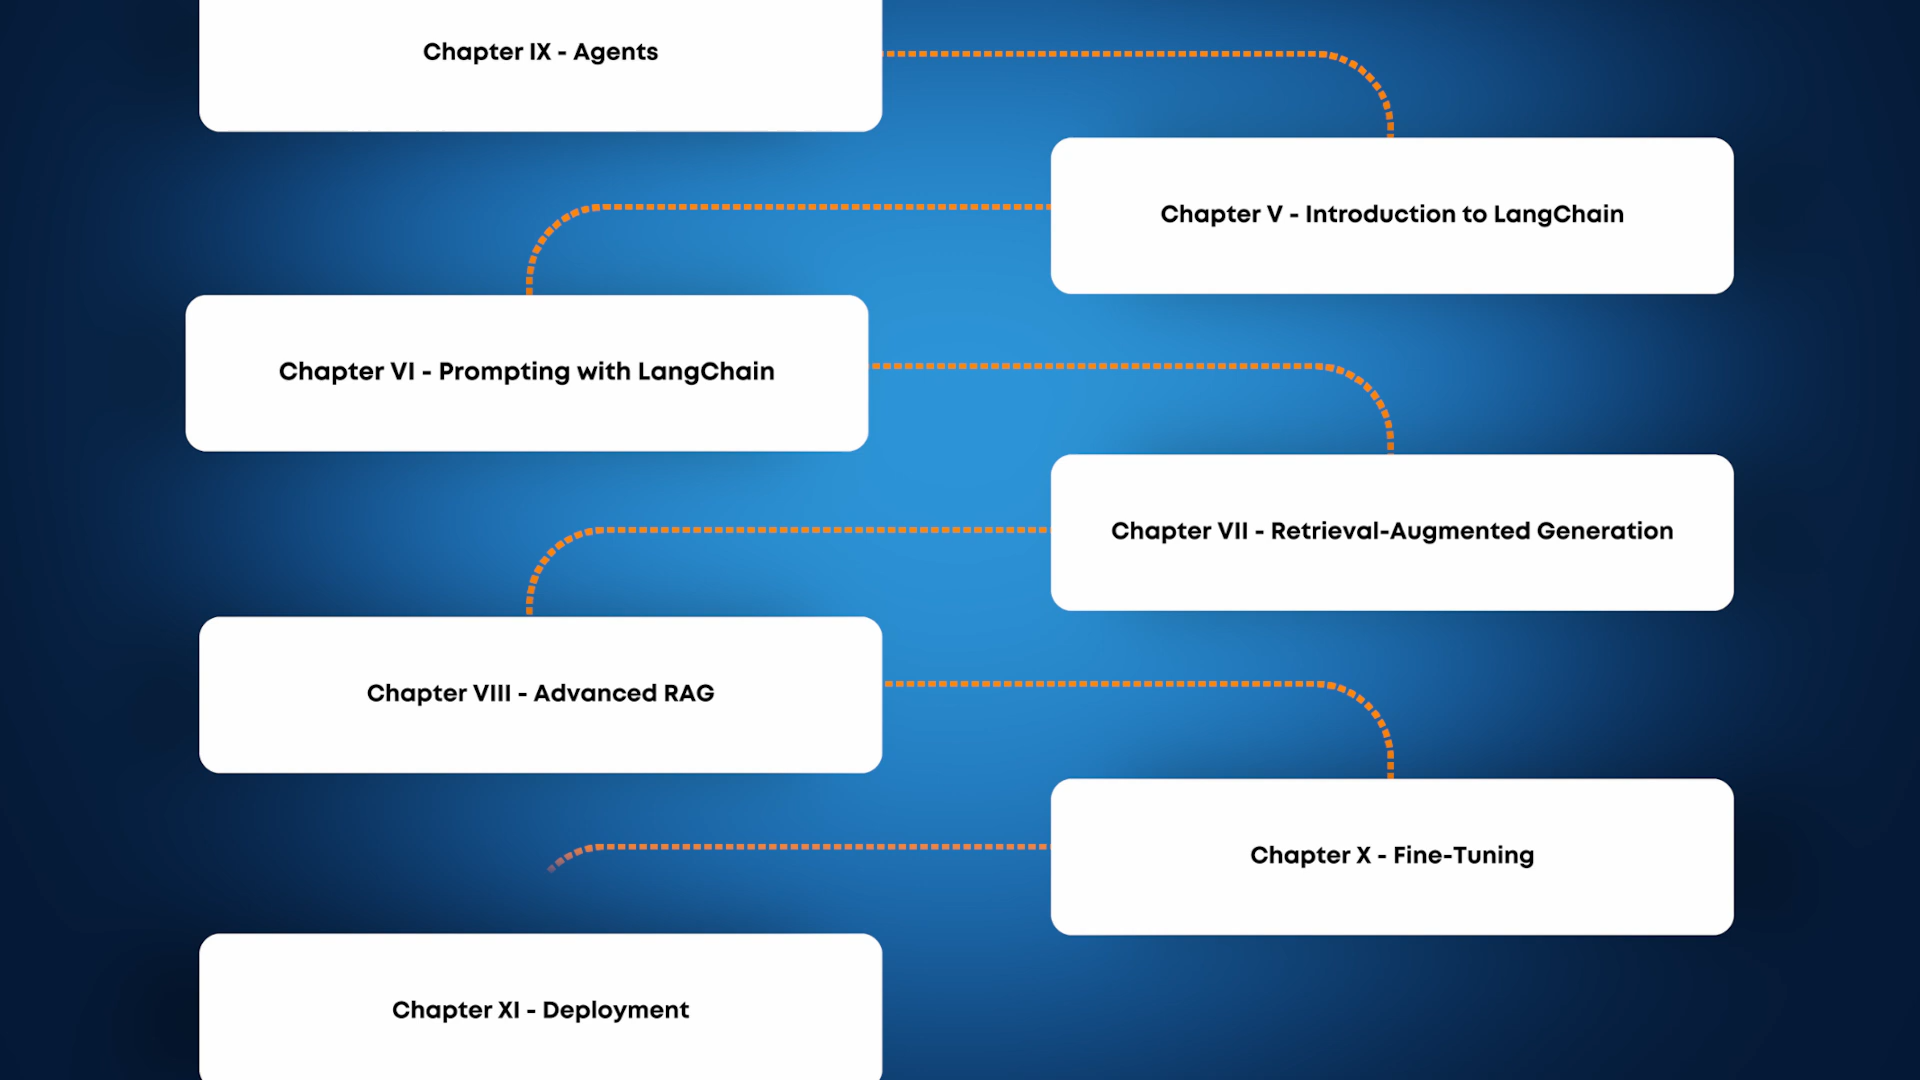 Chapter IX - Agents
Chapter V - Introduction to LangChain
Chapter VI - Prompting with LangChain
Chapter VII - Retrieval-Augmented Generation
Chapter VIII - Advanced RAG
Chapter X - Fine-Tuning
Chapter XI - Deployment